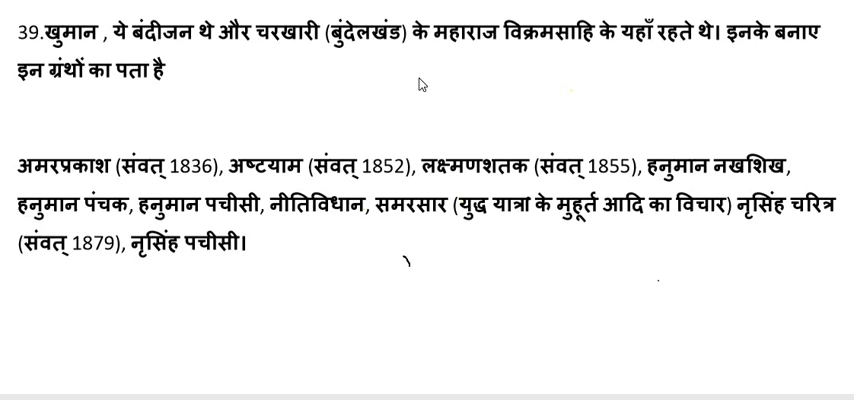 39.खुमान , ये बंदीजन थे और चरखारी (बुंदेलखंड) के महाराज विक्रमसाहि के यहाँ रहते थे। इनके बनाए
इन ग्रंथों का पता है
अमरप्रकाश (संवत् 1836), अष्टयाम (संवत् 1852), लक्ष्मणशतक (संवत् 1855), हनुमान नखशिख,
हनुमान पंचक, हनुमान पचीसी, नीतिविधान, समरसार (युद्ध यात्रा के मुहूर्त आदि का विचार) नृसिंह चरित्र
(संवत् 1879), नृसिंह पचीसी।